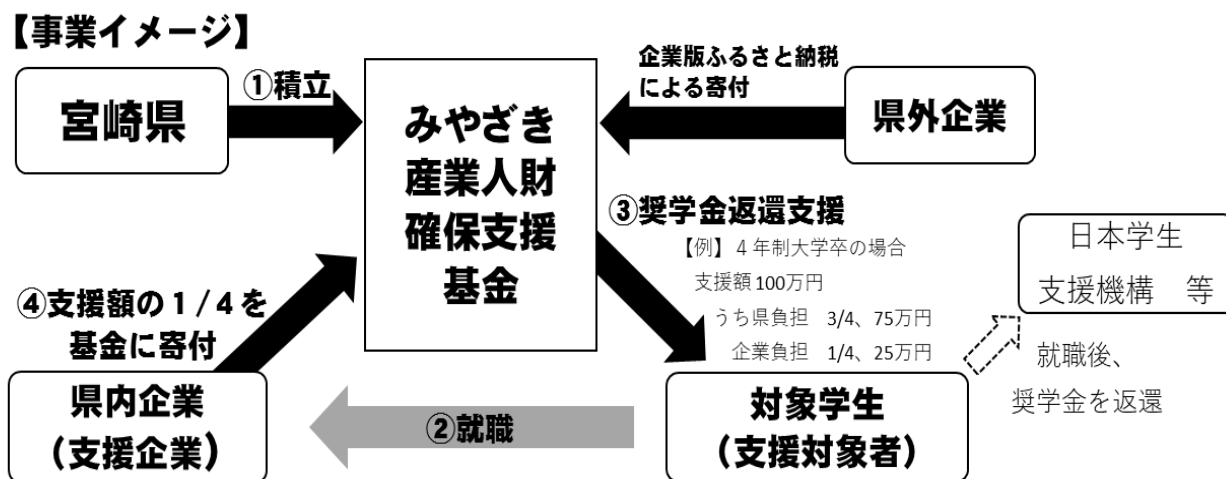 【事業イメージ】
宮崎県
①積立
みやざき
産業人財
確保支援
基金
企業版ふるさと納税
による寄付
県外企業
③奨学金返還支援
【例】４年制大学卒の場合
支援額100万円
うち県負担　3/4、75万円
企業負担　1/4、25万円
日本学生
支援機構　等
就職後、
奨学金を返還
④支援額の１/４を
基金に寄付
県内企業
（支援企業）
②就職
対象学生
（支援対象者）